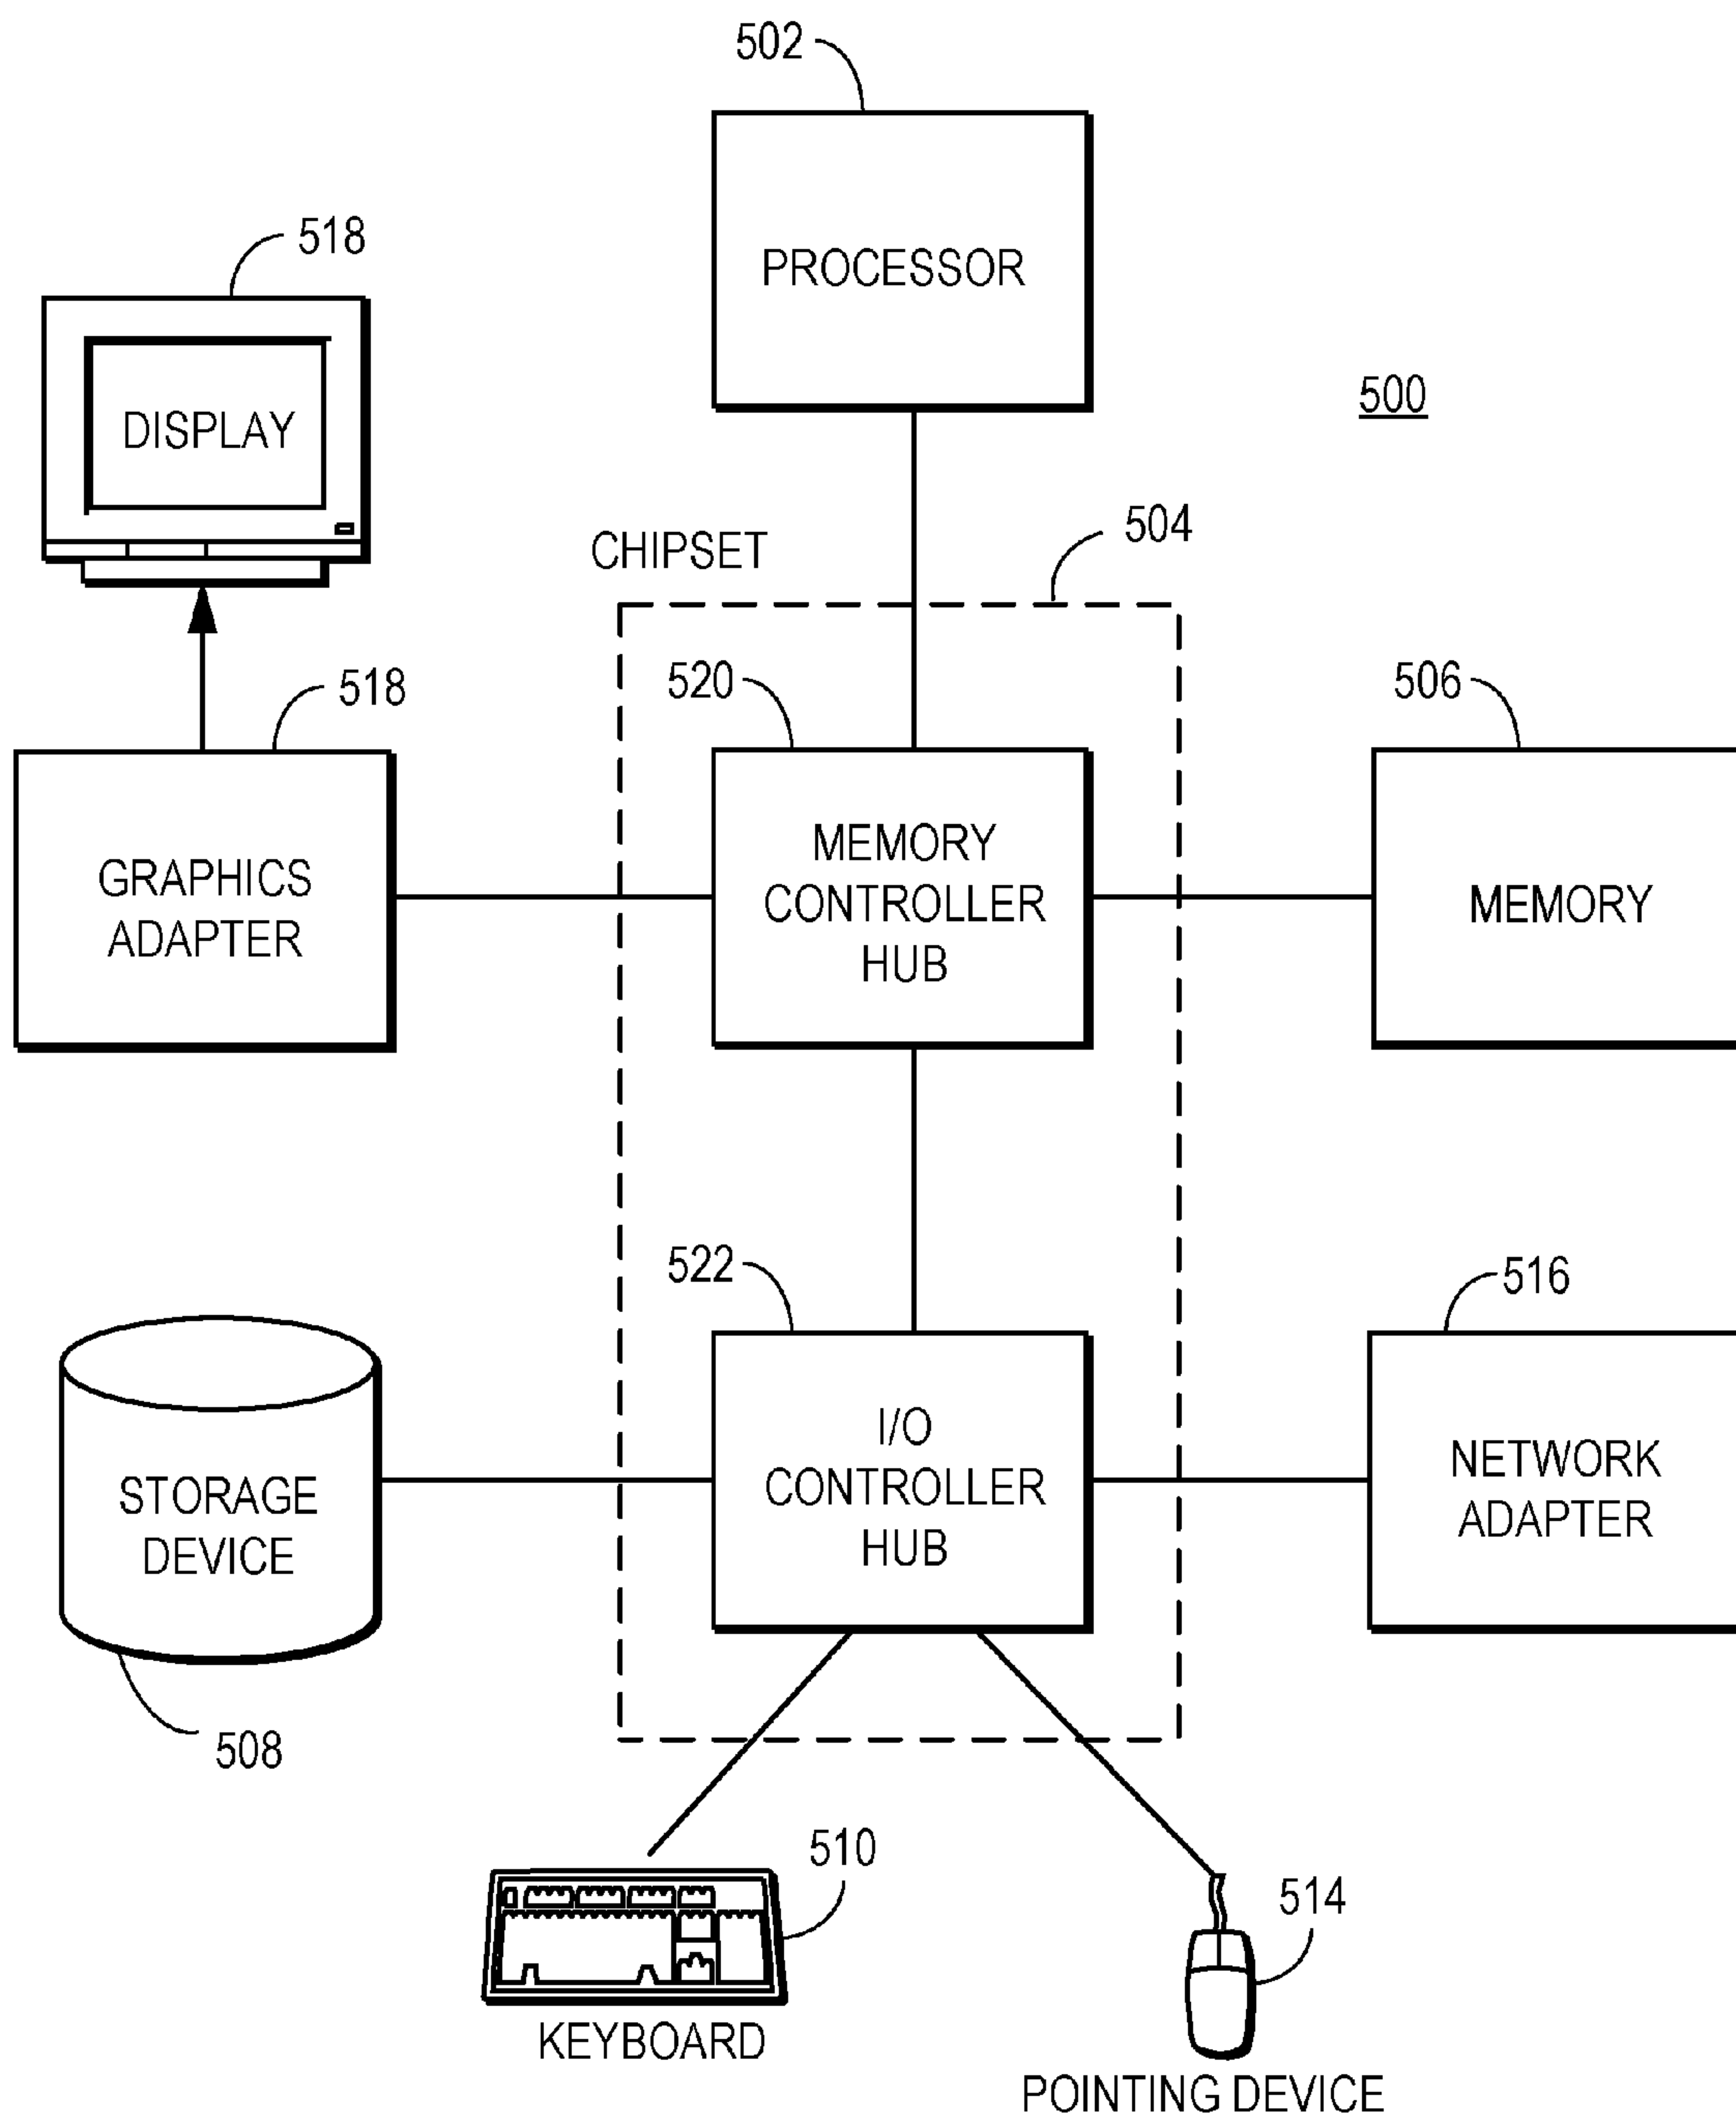 502
PROCESSOR
518
DISPLAY
500
CHIPSET
504
518
520
506
GRAPHICS
ADAPTER
MEMORY
CONTROLLER
HUB
MEMORY
522
516
STORAGE
DEVICE
I/O
CONTROLLER
HUB
NETWORK
ADAPTER
508
510
KEYBOARD
514
POINTING DEVICE